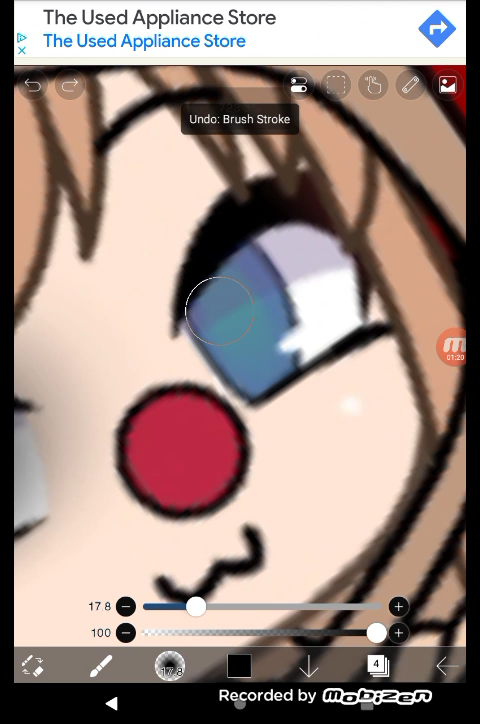 The Used Appliance Store
The Used Appliance Store
Undo: Brush Stroke
01:20
17.8
100
17.8
4
Recorded by Mobizen